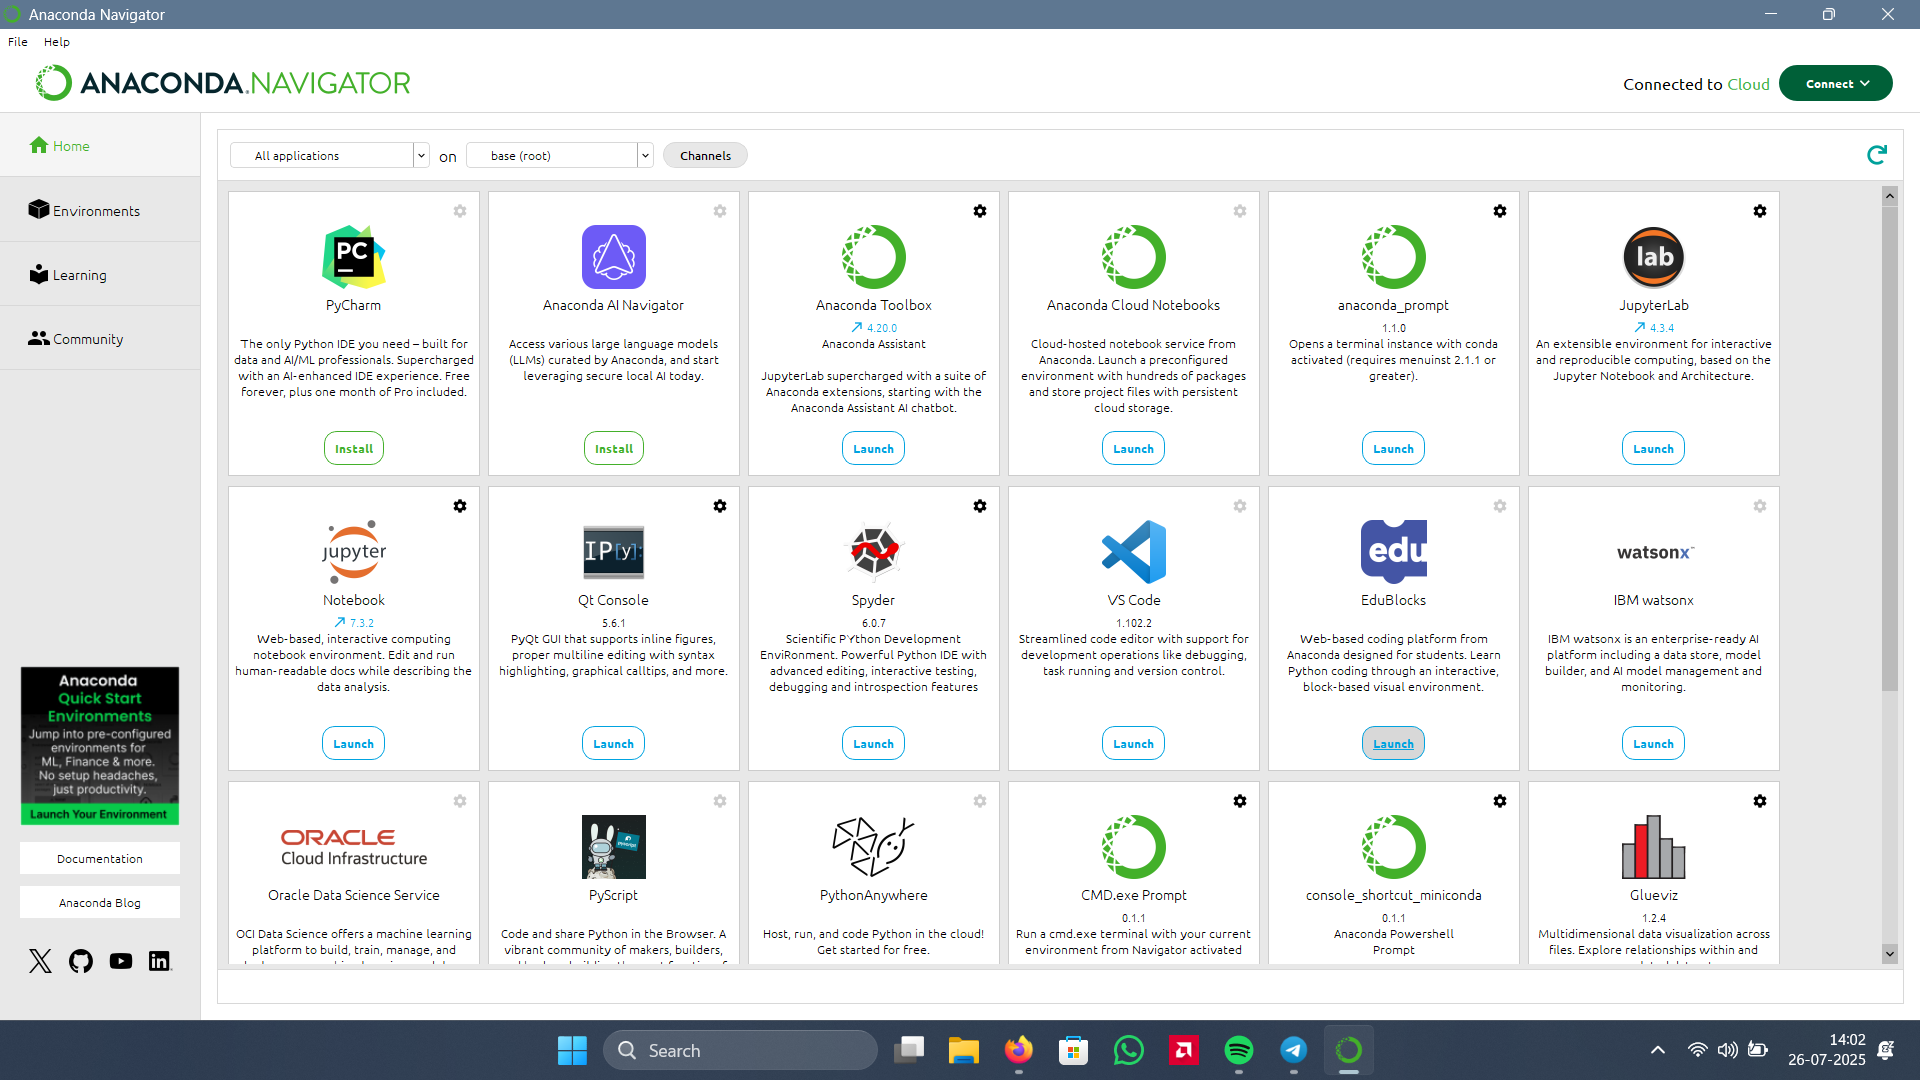 Anaconda Navigator
File Help
ANACONDA.NAVIGATOR
Connected to Cloud
Connect
Home
Environments
Learning
Community
All applications
on
base (root)
Channels
PC
PyCharm
The only Python IDE you need – built for
data and AI/ML professionals. Supercharged
with an AI-enhanced IDE experience. Free
forever, plus one month of Pro included.
Install
Anaconda AI Navigator
Access various large language models
(LLMs) curated by Anaconda, and start
leveraging secure local AI today.
Install
Anaconda Toolbox
4.20.0
Anaconda Assistant
JupyterLab supercharged with a suite of
Anaconda extensions, starting with the
Anaconda Assistant AI chatbot.
Launch
Anaconda Cloud Notebooks
Cloud-hosted notebook service from
Anaconda. Launch a preconfigured
environment with hundreds of packages
and store project files with persistent
cloud storage.
Launch
anaconda_prompt
1.1.0
Opens a terminal instance with conda
activated (requires menuinst 2.1.1 or
greater).
Launch
lab
JupyterLab
4.3.4
An extensible environment for interactive
and reproducible computing, based on the
Jupyter Notebook and Architecture.
Launch
jupyter
Notebook
7.3.2
Web-based, interactive computing
notebook environment. Edit and run
human-readable docs while describing the
data analysis.
Launch
IP[y]:
Qt Console
5.6.1
PyQt GUI that supports inline figures,
proper multiline editing with syntax
highlighting, graphical calltips, and more.
Launch
Spyder
6.0.7
Scientific PYthon Development
EnviRonment. Powerful Python IDE with
advanced editing, interactive testing,
debugging and introspection features
Launch
VS Code
1.102.2
Streamlined code editor with support for
development operations like debugging,
task running and version control.
Launch
edu
EduBlocks
Web-based coding platform from
Anaconda designed for students. Learn
Python coding through an interactive,
block-based visual environment.
Launch
watsonx™
IBM watsonx
IBM watsonx is an enterprise-ready AI
platform including a data store, model
builder, and AI model management and
monitoring.
Launch
ORACLE
Cloud Infrastructure
Oracle Data Science Service
OCI Data Science offers a machine learning
platform to build, train, manage, and
PyScript
Code and share Python in the Browser. A
vibrant community of makers, builders,
PythonAnywhere
Host, run, and code Python in the cloud!
Get started for free.
CMD.exe Prompt
0.1.1
Run a cmd.exe terminal with your current
environment from Navigator activated
console_shortcut_miniconda
0.1.1
Anaconda Powershell
Prompt
Glueviz
1.2.4
Multidimensional data visualization across
files. Explore relationships within and
Anaconda
Quick Start
Environments
Jump into pre-configured
environments for
ML, Finance & more.
No setup headaches,
just productivity.
Launch Your Environment
Documentation
Anaconda Blog
Search
14:02
26-07-2025